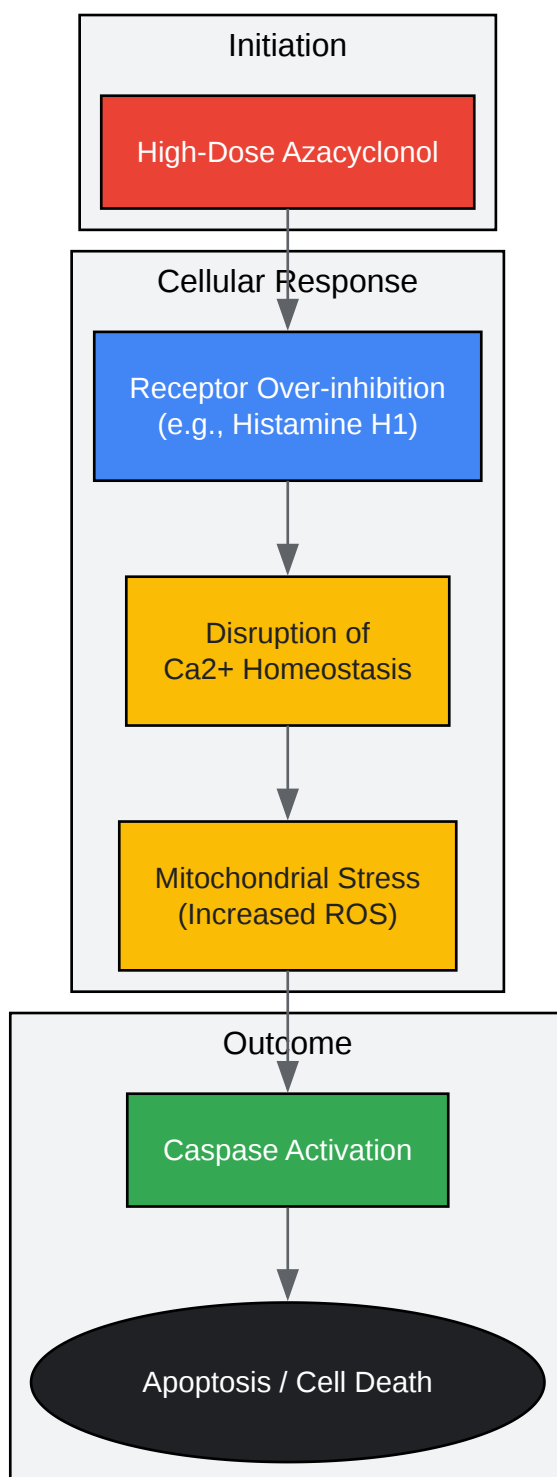 Initiation
High-Dose Azacyclonol
Cellular Response
Receptor Over-inhibition
(e.g., Histamine H1)
Disruption of
Ca2+ Homeostasis
Mitochondrial Stress
(Increased ROS)
Outcome
Caspase Activation
Apoptosis / Cell Death